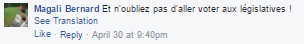 Magali Bernard Et n'oubliez pas d'aller voter aux législatives !
See Translation
Like · Reply · April 30 at 9:40pm